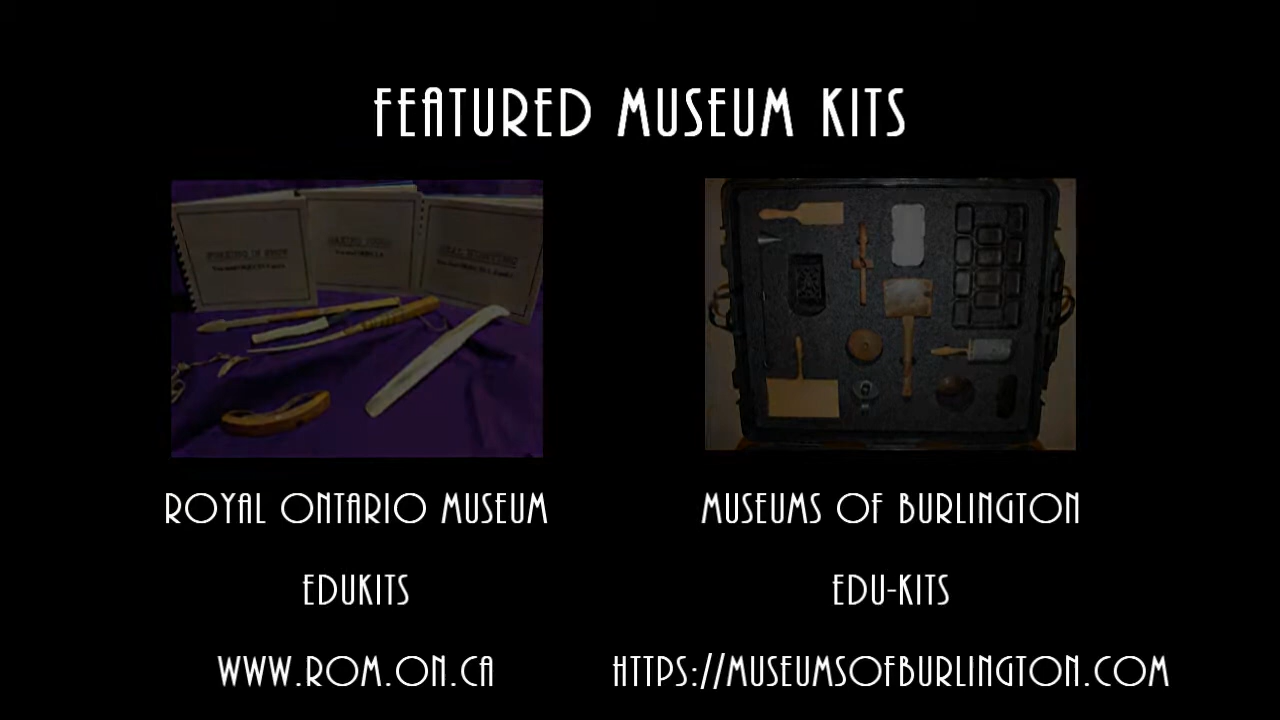 FEATURED MUSEUM KITS
ROYAL ONTARIO MUSEUM
EDUKITS
WWW.ROM.ON.CA
MUSEUMS OF BURLINGTON
EDU-KITS
HTTPS://MUSEUMSOFBURLINGTON.COM